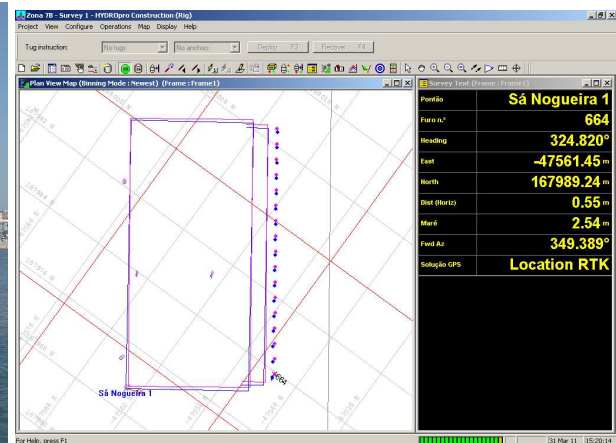 Zona 7B - Survey 1 - HYDROpro Construction (Rig)
Project View Configure Operations Map Display Help
Tug instruction: No tugs No anchors Deploy F3 Recover F4
Plan View Map (Binning Mode : Newest) (Frame : Frame1)
Survey Text (Frame : Frame1)
Pontão Sá Nogueira 1
Furo n.º 664
Heading 324.820°
East -47561.45 m
North 167989.24 m
Dist (Horiz) 0.55 m
Maré 2.54 m
Fwd Az 349.389°
Solução GPS Location RTK
664
Sá Nogueira 1
For Help, press F1
31 Mar 11 15:20:14